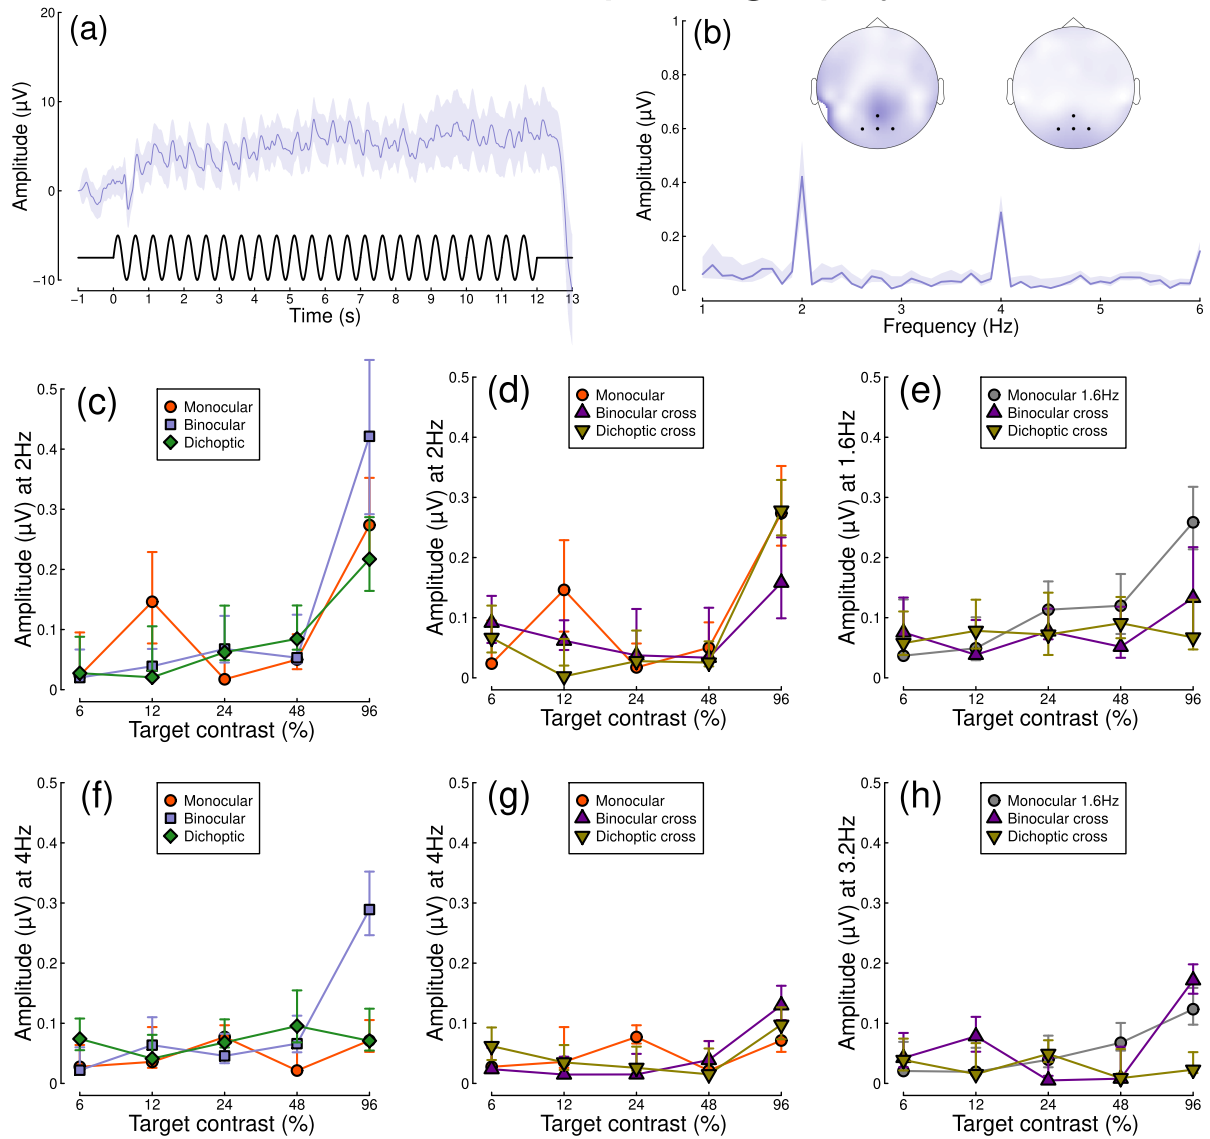 (a)
20
10
0
−10
Amplitude (µV)
−1 0 1 2 3 4 5 6 7 8 9 10 11 12 13
Time (s)
(b)
1
0.8
0.6
0.4
0.2
0
Amplitude (µV)
1 2 3 4 5 6
Frequency (Hz)
(c)
Monocular
Binocular
Dichoptic
0.5
0.4
0.3
0.2
0.1
0
Amplitude (µV) at 2Hz
6 12 24 48 96
Target contrast (%)
(d)
Monocular
Binocular cross
Dichoptic cross
0.5
0.4
0.3
0.2
0.1
0
Amplitude (µV) at 2Hz
6 12 24 48 96
Target contrast (%)
(e)
Monocular 1.6Hz
Binocular cross
Dichoptic cross
0.5
0.4
0.3
0.2
0.1
0
Amplitude (µV) at 1.6Hz
6 12 24 48 96
Target contrast (%)
(f)
Monocular
Binocular
Dichoptic
0.5
0.4
0.3
0.2
0.1
0
Amplitude (µV) at 4Hz
6 12 24 48 96
Target contrast (%)
(g)
Monocular
Binocular cross
Dichoptic cross
0.5
0.4
0.3
0.2
0.1
0
Amplitude (µV) at 4Hz
6 12 24 48 96
Target contrast (%)
(h)
Monocular 1.6Hz
Binocular cross
Dichoptic cross
0.5
0.4
0.3
0.2
0.1
0
Amplitude (µV) at 3.2Hz
6 12 24 48 96
Target contrast (%)